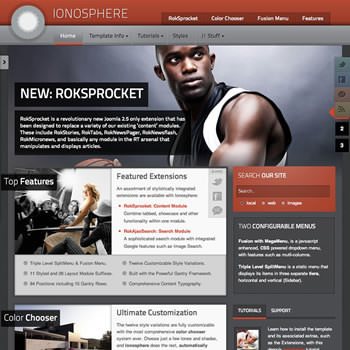 IONOSPHERE
RokSprocket Color Chooser Fusion Menu Features
Home Template Info Tutorials Styles J! Stuff
NEW: ROKSPROCKET
RokSprocket is a revolutionary new Joomla 2.5 only extension that
has been designed to replace a variety of our existing 'content' modules.
These include RokStories, RokTabs, RokNewsPager, RokNewsflash,
RokMicronews, and basically any module in the RT arsenal that
manipulates and displays articles.
2
3
Top Features
Featured Extensions
An assortment of stylistically integrated
extensions are available with Ionosphere:
RokSprocket: Content Module
Combine tabbed, showcase and other
functionality within one module.
RokAjaxSearch: Search Module
A sophisticated search module with integrated
Google features such as Image Search.
SHARE
SEARCH OUR SITE
Search..
local web images
TWO CONFIGURABLE MENUS
Fusion with MegaMenu, is a javascript
enhanced, CSS powered dropdown menu,
with features such as multi-columns.
Triple Level SplitMenu is a static menu that
displays its items in three separate tiers,
horizontal and vertical (Sidebar).
Triple Level SplitMenu & Fusion Menu.
Twelve Customizable Style Variations.
11 Styled and 28 Layout Module Suffixes.
Built with the Powerful Gantry Framework.
84 Positions including 10 Gantry Rows.
Comprehensive Content Typography.
Color Chooser
Ultimate Customization
The twelve style variations are fully customizable
with the most comprehensive color chooser
system ever. Choose just a few tones and shades,
and Ionosphere does the rest, automatically
TUTORIALS SUPPORT
Learn how to install the template
and its associated extras, such
as the Extensions, with this